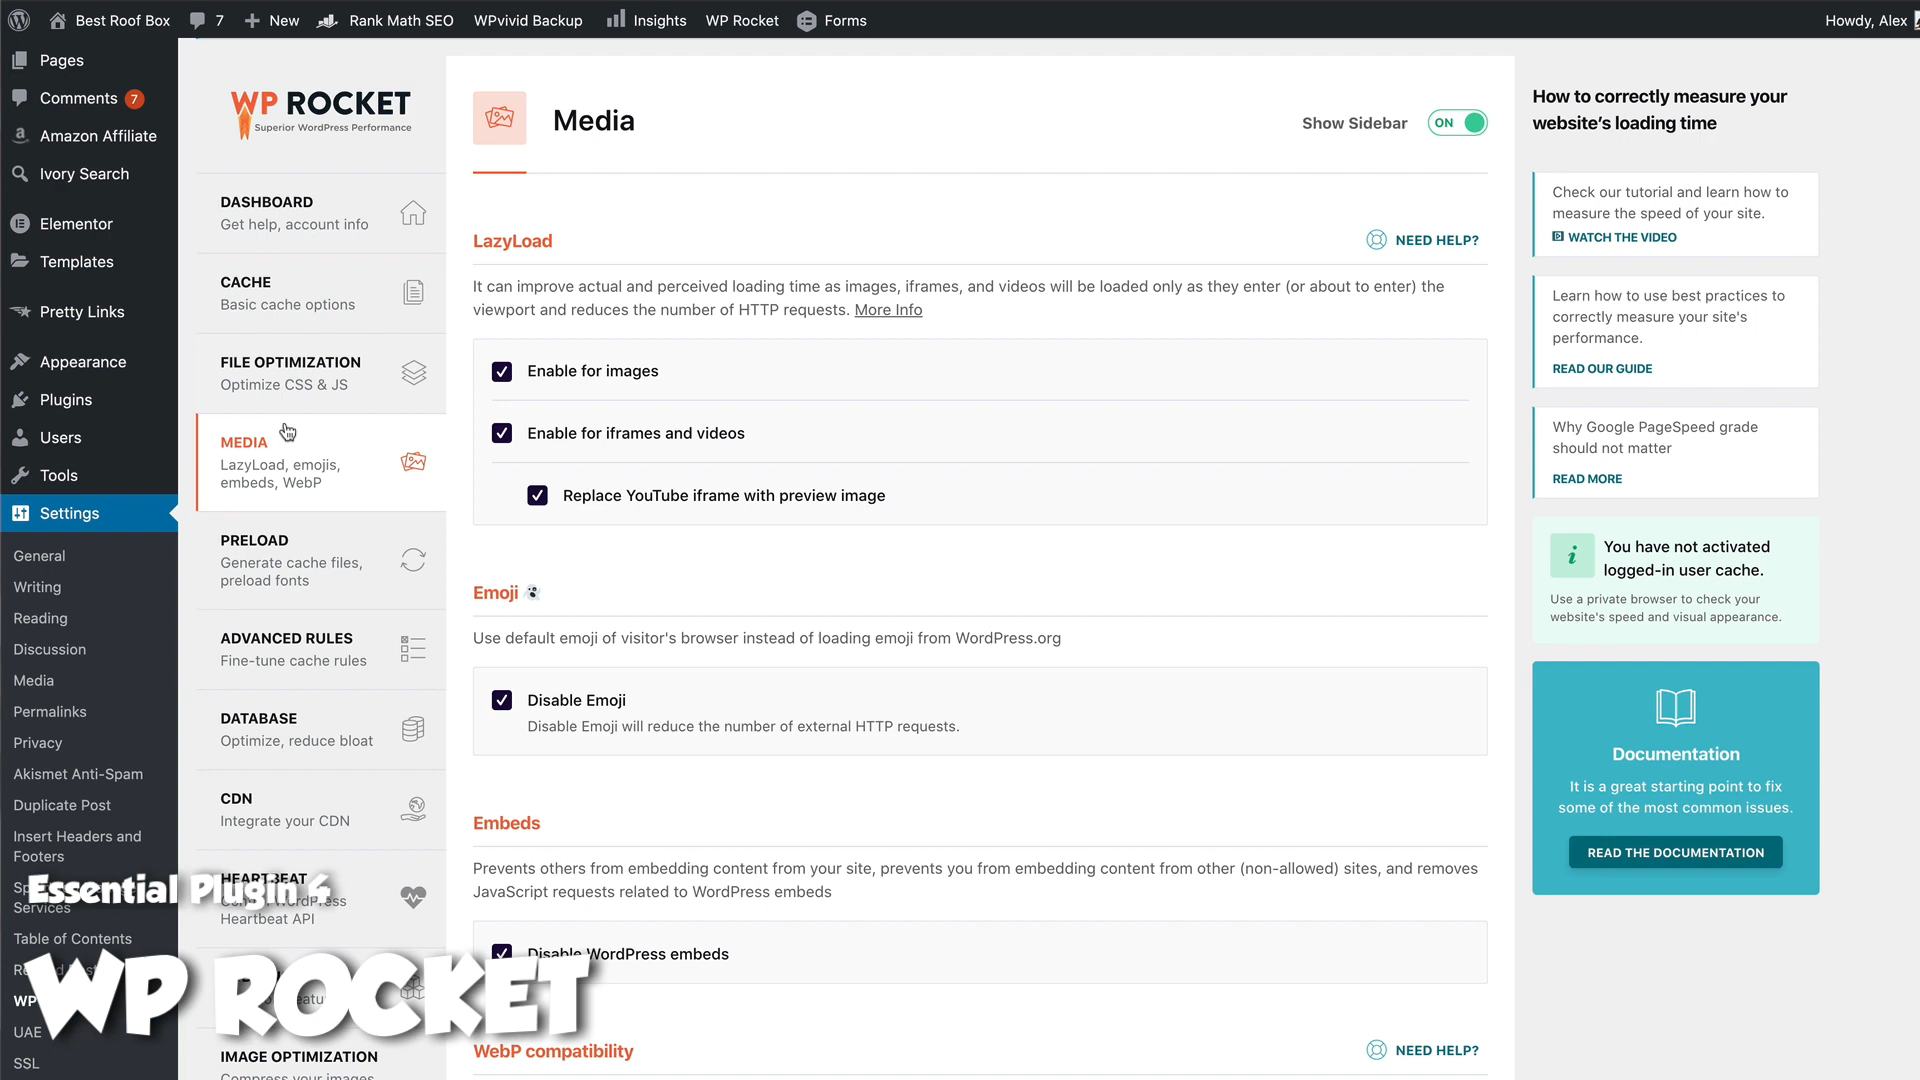 Best Roof Box 7 New Rank Math SEO WPvivid Backup Insights WP Rocket Forms Howdy, Alex
Pages
Comments 7
Amazon Affiliate
Ivory Search
Elementor
Templates
Pretty Links
Appearance
Plugins
Users
Tools
Settings
General
Writing
Reading
Discussion
Media
Permalinks
Privacy
Akismet Anti-Spam
Duplicate Post
Insert Headers and
Footers
Services
Table of Contents
WP
UAE
SSL
WP ROCKET
Superior WordPress Performance
DASHBOARD
Get help, account info
CACHE
Basic cache options
FILE OPTIMIZATION
Optimize CSS & JS
MEDIA
LazyLoad, emojis,
embeds, WebP
PRELOAD
Generate cache files,
preload fonts
ADVANCED RULES
Fine-tune cache rules
DATABASE
Optimize, reduce bloat
CDN
Integrate your CDN
HEARTBEAT
WordPress
Heartbeat API
IMAGE OPTIMIZATION
Compress your images
Essential Plugin 4
WP ROCKET
Media
Show Sidebar ON
LazyLoad
NEED HELP?
It can improve actual and perceived loading time as images, iframes, and videos will be loaded only as they enter (or about to enter) the
viewport and reduces the number of HTTP requests. More Info
Enable for images
Enable for iframes and videos
Replace YouTube iframe with preview image
Emoji
Use default emoji of visitor's browser instead of loading emoji from WordPress.org
Disable Emoji
Disable Emoji will reduce the number of external HTTP requests.
Embeds
Prevents others from embedding content from your site, prevents you from embedding content from other (non-allowed) sites, and removes
JavaScript requests related to WordPress embeds
Disable WordPress embeds
WebP compatibility
NEED HELP?
How to correctly measure your
website's loading time
Check our tutorial and learn how to
measure the speed of your site.
WATCH THE VIDEO
Learn how to use best practices to
correctly measure your site's
performance.
READ OUR GUIDE
Why Google PageSpeed grade
should not matter
READ MORE
i
You have not activated
logged-in user cache.
Use a private browser to check your
website's speed and visual appearance.
Documentation
It is a great starting point to fix
some of the most common issues.
READ THE DOCUMENTATION